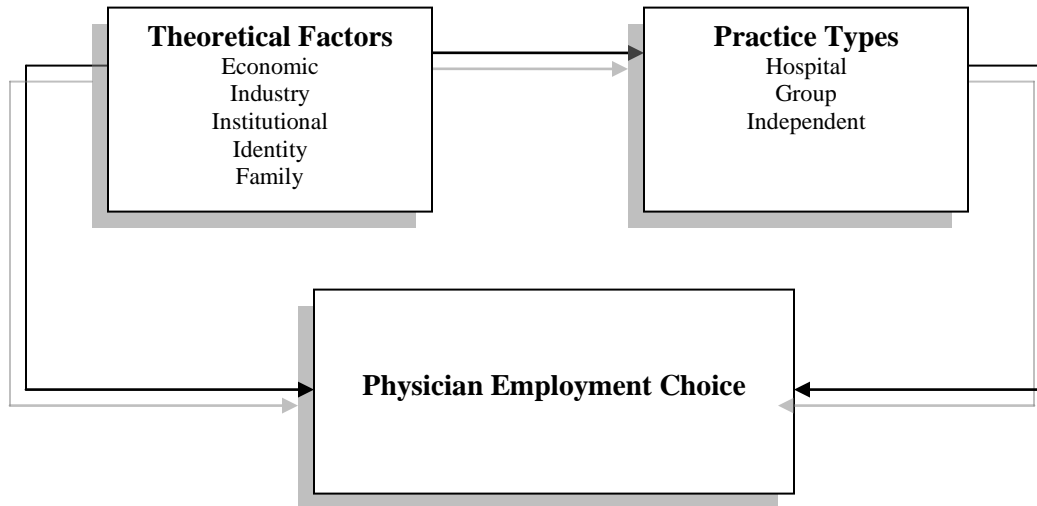 Theoretical Factors
Economic
Industry
Institutional
Identity
Family
Practice Types
Hospital
Group
Independent
Physician Employment Choice